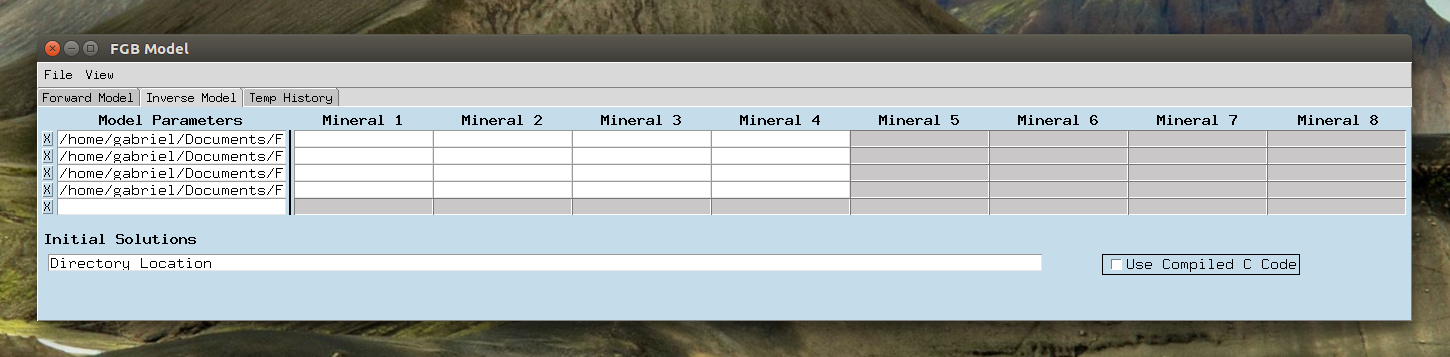 FGB Model
File View
Forward Model Inverse Model Temp History
Model Parameters Mineral 1 Mineral 2 Mineral 3 Mineral 4 Mineral 5 Mineral 6 Mineral 7 Mineral 8
X /home/gabriel/Documents/F
X /home/gabriel/Documents/F
X /home/gabriel/Documents/F
X /home/gabriel/Documents/F
X
Initial Solutions
Directory Location Use Compiled C Code